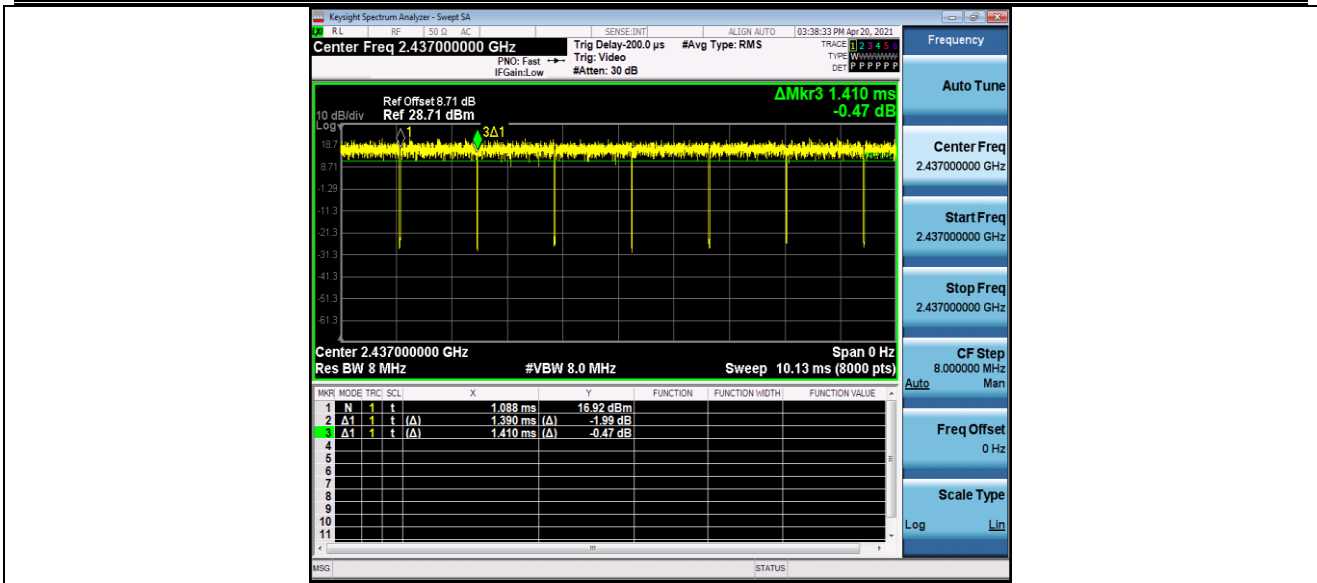 Keysight Spectrum Analyzer - Swept SA
RL RF 50 Ω AC SENSE:INT ALIGN AUTO 03:38:33 PM Apr 20, 2021
Center Freq 2.437000000 GHz
PNO: Fast
IFGain:Low
Trig Delay-200.0 µs
Trig: Video
#Atten: 30 dB
#Avg Type: RMS
TRACE 1 2 3 4 5 6
TYPE WWWWWW
DET P P P P P P
Frequency
Auto Tune
Center Freq
2.437000000 GHz
Start Freq
2.437000000 GHz
Stop Freq
2.437000000 GHz
CF Step
8.000000 MHz
Auto Man
Freq Offset
0 Hz
Scale Type
Log Lin
ΔMkr3 1.410 ms
-0.47 dB
Ref Offset 8.71 dB
10 dB/div Ref 28.71 dBm
Log
1
3Δ1
18.7
8.71
-1.29
-11.3
-21.3
-31.3
-41.3
-51.3
-61.3
Center 2.437000000 GHz Span 0 Hz
Res BW 8 MHz #VBW 8.0 MHz Sweep 10.13 ms (8000 pts)
MKR MODE TRC SCL X Y FUNCTION FUNCTION WIDTH FUNCTION VALUE
1 N 1 t 1.088 ms 16.92 dBm
2 Δ1 1 t (Δ) 1.390 ms (Δ) -1.99 dB
3 Δ1 1 t (Δ) 1.410 ms (Δ) -0.47 dB
4
5
6
7
8
9
10
11
MSG STATUS